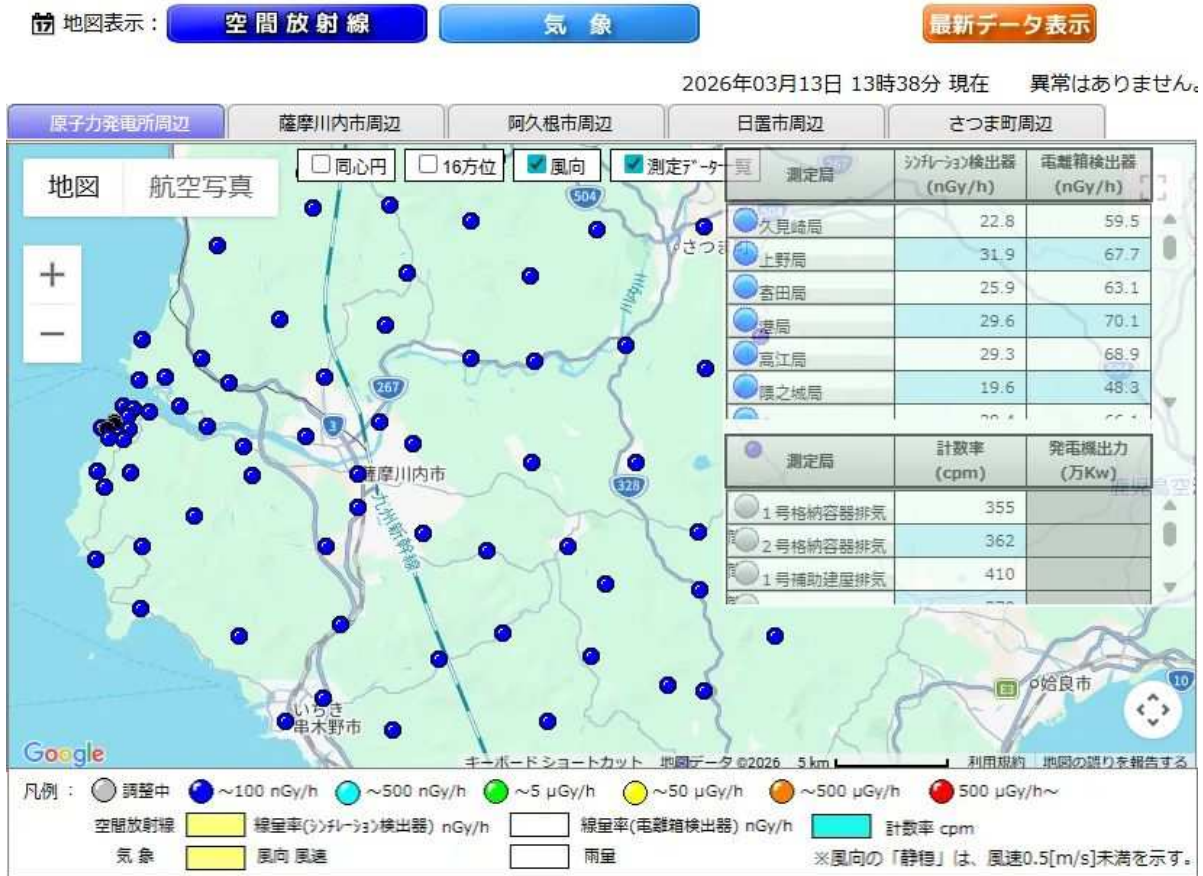 地図表示： 空間放射線 気象 最新データ表示
2026年03月13日 13時38分 現在 異常はありません。
原子力発電所周辺 薩摩川内市周辺 阿久根市周辺 日置市周辺 さつま町周辺
地図 航空写真
同心円 16方位 風向 測定データ一覧
測定局 シンチレーション検出器 (nGy/h) 電離箱検出器 (nGy/h)
久見崎局 22.8 59.5
上野局 31.9 67.7
寄田局 25.9 63.1
港局 29.6 70.1
高江局 29.3 68.9
隈之城局 19.6 48.3
測定局 計数率 (cpm) 発電機出力 (万Kw)
1号格納容器排気 355
2号格納容器排気 362
1号補助建屋排気 410
+
−
504
さつま
川内川
267
3
薩摩川内市
328
九州新幹線
鹿児島空
いちき
串木野市
E3
姶良市
10
Google
キーボード ショートカット 地図データ ©2026 5 km 利用規約 地図の誤りを報告する
凡例： 調整中 ～100 nGy/h ～500 nGy/h ～5 μGy/h ～50 μGy/h ～500 μGy/h 500 μGy/h～
空間放射線 線量率(シンチレーション検出器) nGy/h 線量率(電離箱検出器) nGy/h 計数率 cpm
気象 風向 風速 雨量 ※風向の「静穏」は、風速0.5[m/s]未満を示す。